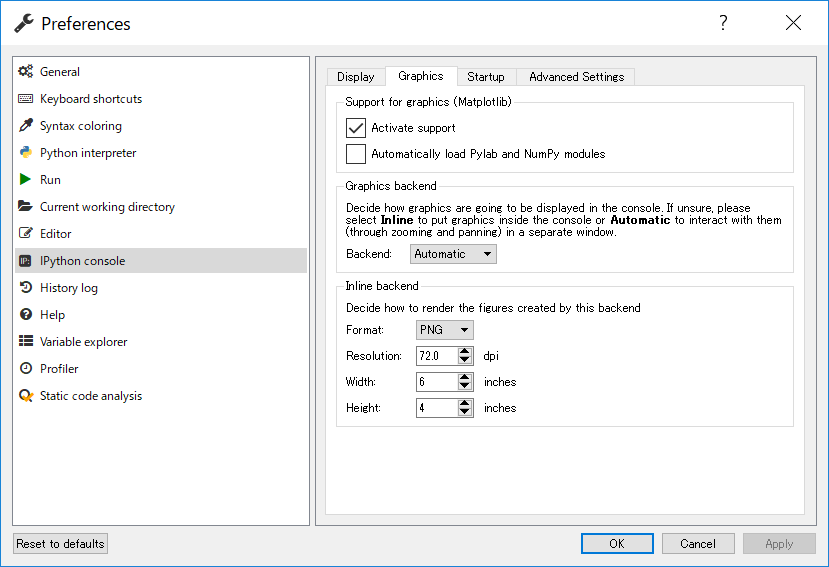 Preferences
?
General
Keyboard shortcuts
Syntax coloring
Python interpreter
Run
Current working directory
Editor
IP: IPython console
History log
Help
Variable explorer
Profiler
Static code analysis
Display Graphics Startup Advanced Settings
Support for graphics (Matplotlib)
Activate support
Automatically load Pylab and NumPy modules
Graphics backend
Decide how graphics are going to be displayed in the console. If unsure, please
select Inline to put graphics inside the console or Automatic to interact with them
(through zooming and panning) in a separate window.
Backend: Automatic
Inline backend
Decide how to render the figures created by this backend
Format: PNG
Resolution: 72.0 dpi
Width: 6 inches
Height: 4 inches
Reset to defaults OK Cancel Apply